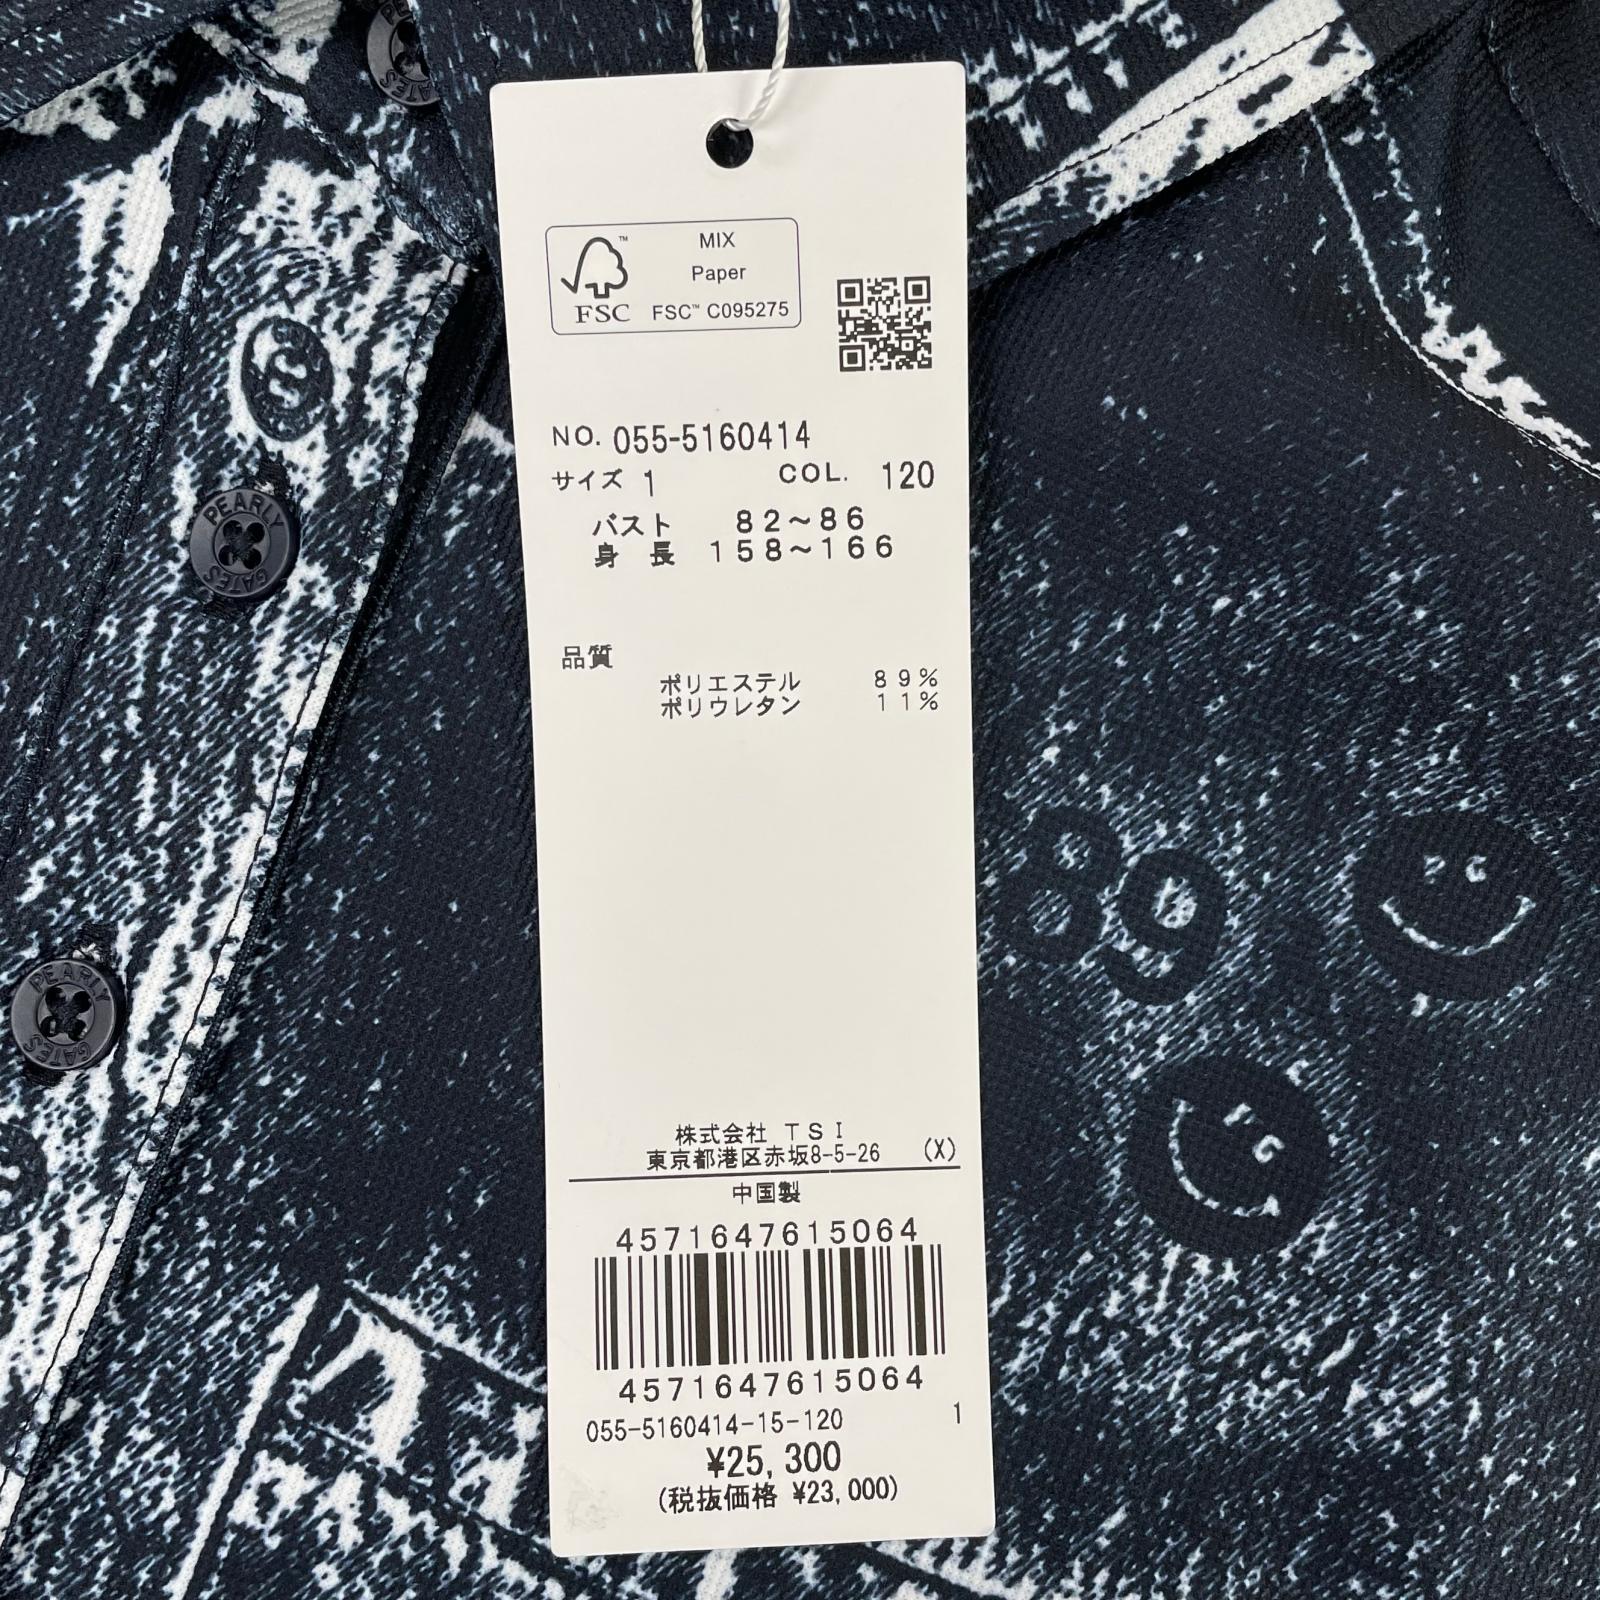 MIX
Paper
FSC™ C095275
FSC
NO. 055-5160414
サイズ 1 COL. 120
バスト 82~86
身 長 158~166
品質
ポリエステル 89%
ポリウレタン 11%
株式会社 TSI
東京都港区赤坂8-5-26 (X)
中国製
4571647615064
4571647615064
055-5160414-15-120 1
¥25,300
(税抜価格 ¥23,000)
PEARLY GATES
PEARLY GATES
89
PG
PG